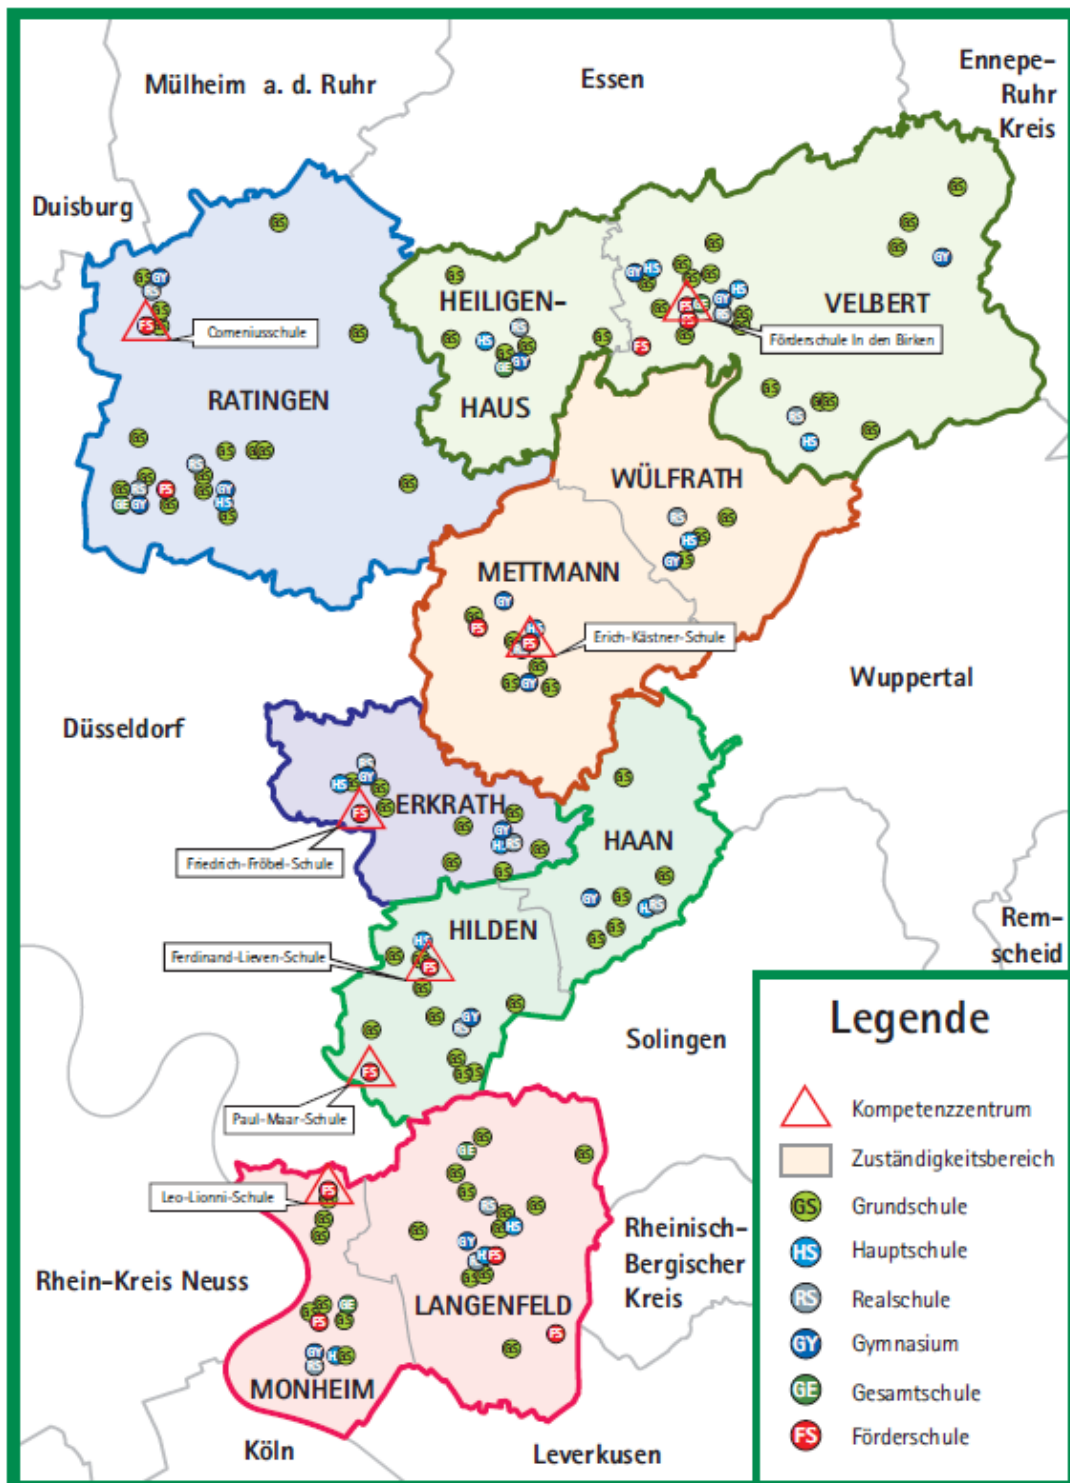 Mülheim a. d. Ruhr
Essen
Ennepe-
Ruhr
Kreis
Duisburg
HEILIGEN-
HAUS
VELBERT
Comeniusschule
Förderschule In den Birken
RATINGEN
WÜLFRATH
METTMANN
Erich-Kästner-Schule
Wuppertal
Düsseldorf
ERKRATH
HAAN
Friedrich-Fröbel-Schule
HILDEN
Ferdinand-Lieven-Schule
Rem-
scheid
Solingen
Paul-Maar-Schule
Leo-Lionni-Schule
Rheinisch-
Bergischer
Kreis
Rhein-Kreis Neuss
LANGENFELD
MONHEIM
Köln
Leverkusen
Legende
Kompetenzzentrum
Zuständigkeitsbereich
GS Grundschule
HS Hauptschule
RS Realschule
GY Gymnasium
GE Gesamtschule
FS Förderschule